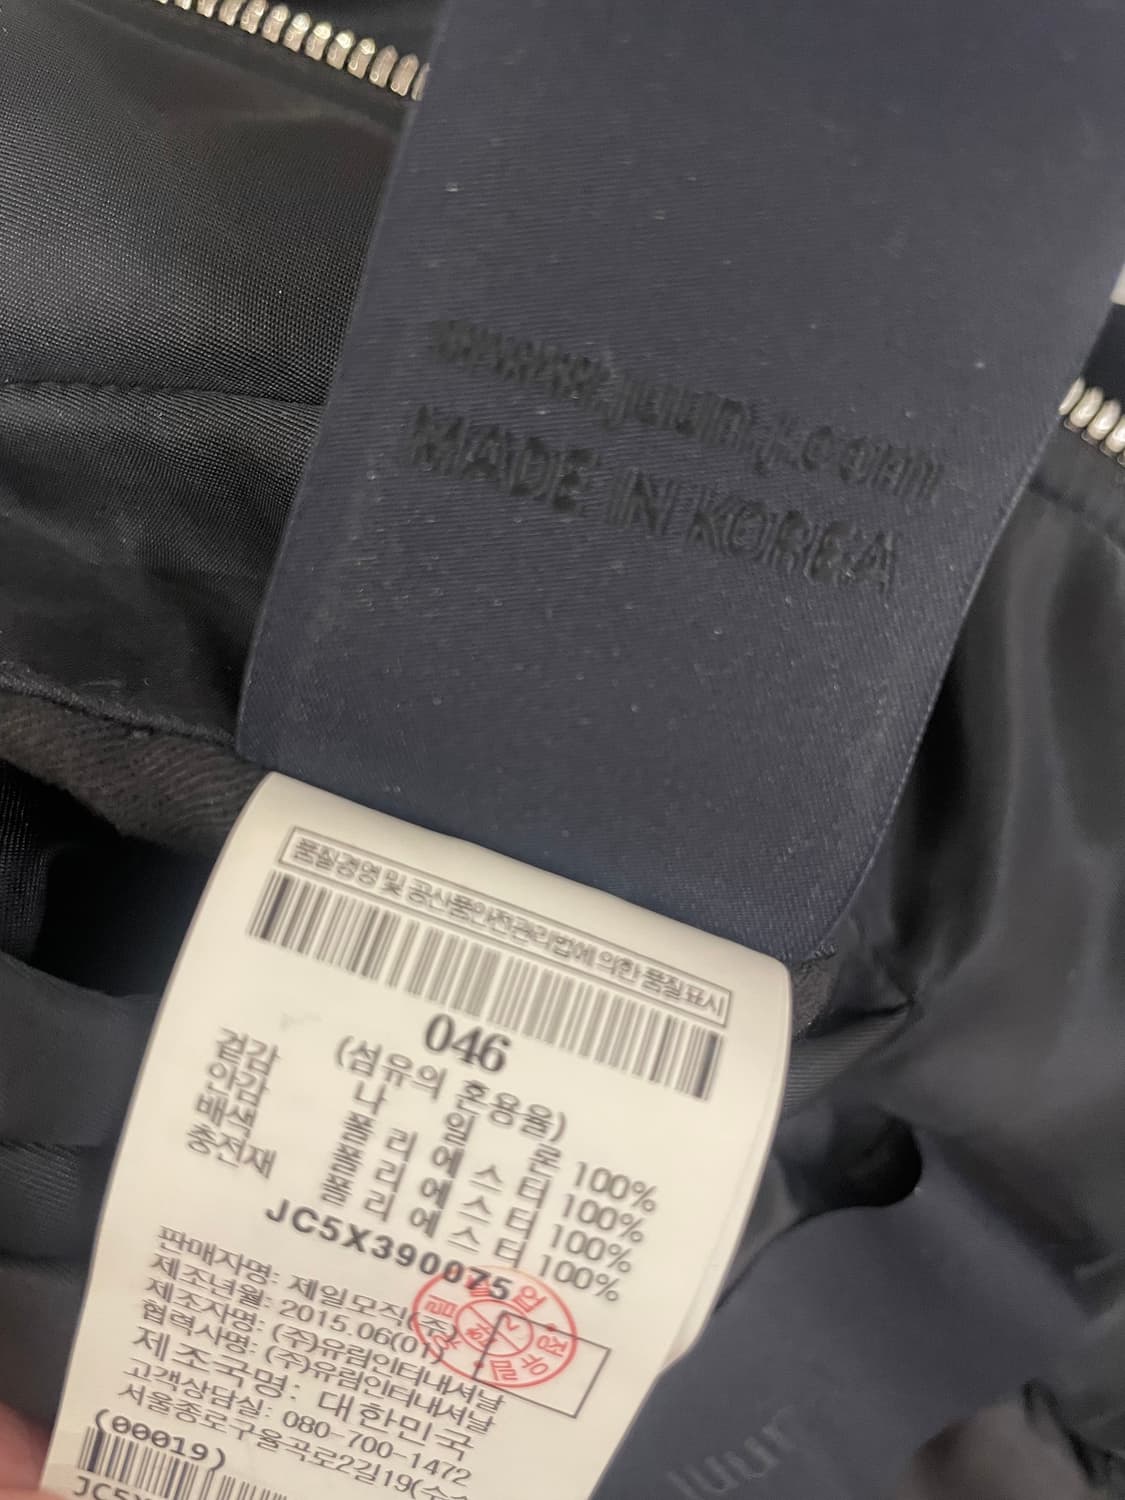 www.juunj.com
MADE IN KOREA
품질경영 및 공산품안전관리법에 의한 품질표시
046
(섬유의 혼용율)
겉감 나 일 론 100%
안감 폴 리 에 스 터 100%
배색 폴 리 에 스 터 100%
충전재 폴 리 에 스 터 100%
JC5X390075
판매자명: 제일모직(주)
제조년월: 2015.06(01)
제조자명: (주)유림인터내셔날
협력사명: (주)유림인터내셔날
제 조 국 명: 대 한 민 국
고객상담실: 080-700-1472
서울종로구율곡로2길19(수송
(00019)
JC5X